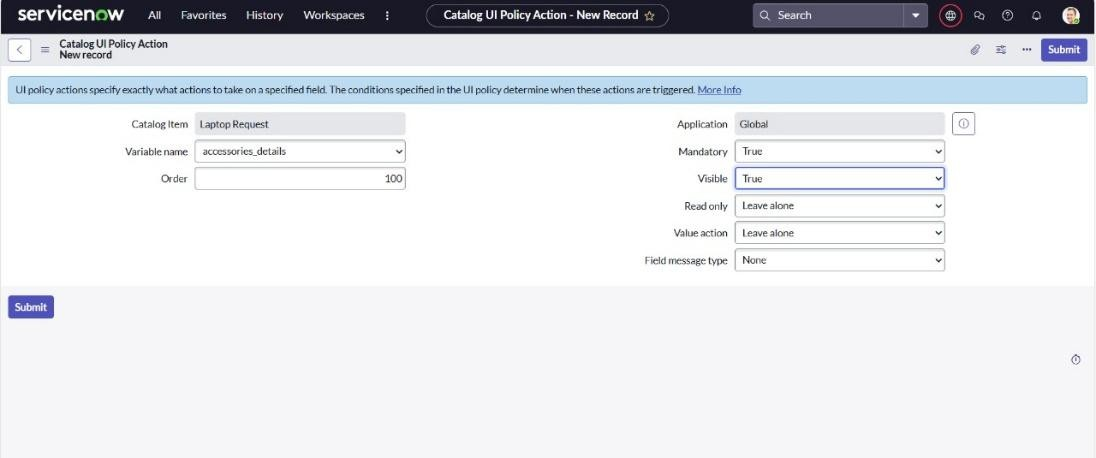 servicenow All Favorites History Workspaces Catalog UI Policy Action - New Record Search
Catalog UI Policy Action
New record
Submit
UI policy actions specify exactly what actions to take on a specified field. The conditions specified in the UI policy determine when these actions are triggered. More Info
Catalog Item Laptop Request Application Global
Variable name accessories_details Mandatory True
Order 100 Visible True
Read only Leave alone
Value action Leave alone
Field message type None
Submit